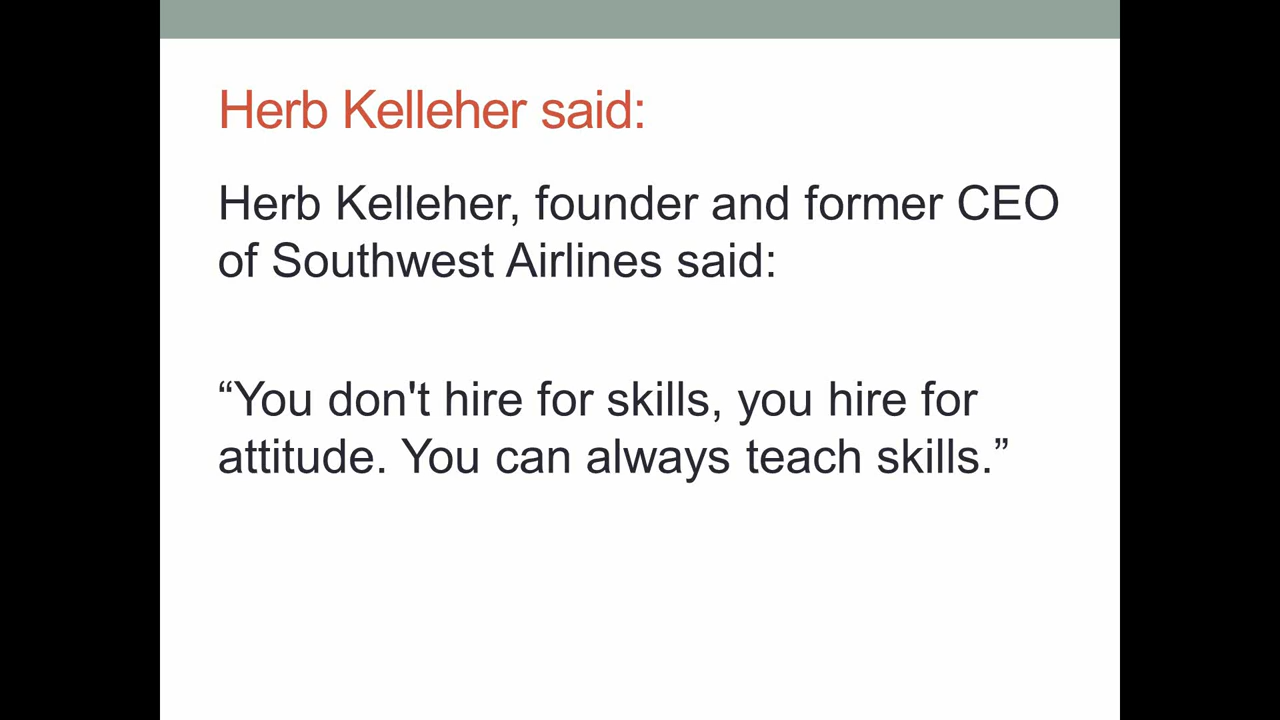 Herb Kelleher said:
Herb Kelleher, founder and former CEO
of Southwest Airlines said:
“You don't hire for skills, you hire for
attitude. You can always teach skills.”